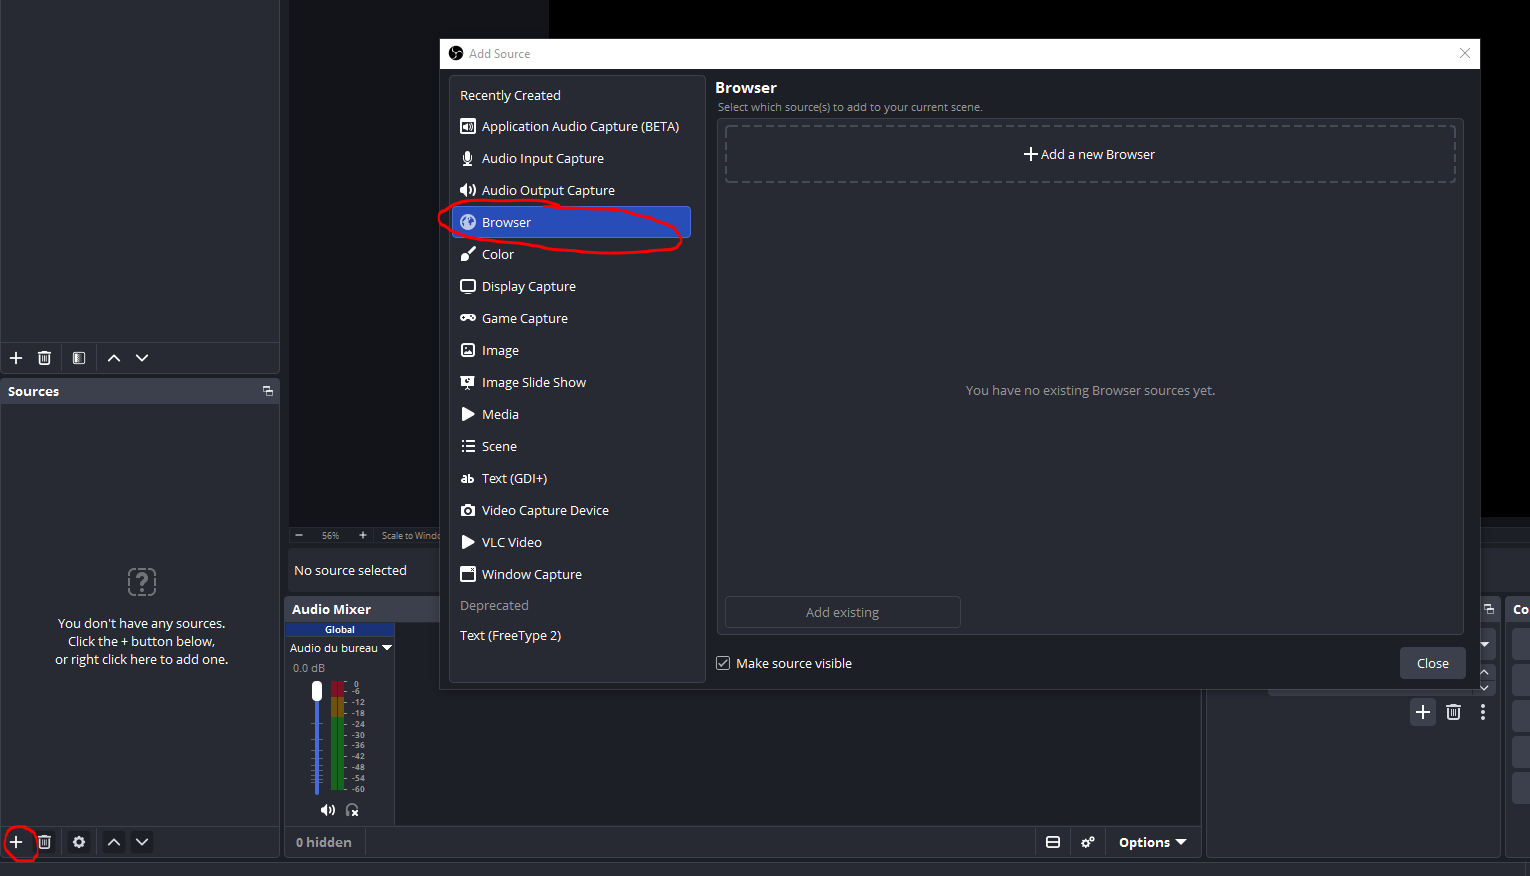 Add Source
Recently Created
Application Audio Capture (BETA)
Audio Input Capture
Audio Output Capture
Browser
Color
Display Capture
Game Capture
Image
Image Slide Show
Media
Scene
ab Text (GDI+)
Video Capture Device
VLC Video
Window Capture
Deprecated
Text (FreeType 2)
Browser
Select which source(s) to add to your current scene.
Add a new Browser
You have no existing Browser sources yet.
Add existing
Make source visible
Close
Sources
You don't have any sources.
Click the + button below,
or right click here to add one.
56%
Scale to Windo
No source selected
Audio Mixer
Global
Audio du bureau
0.0 dB
0
-6
-12
-18
-24
-30
-36
-42
-48
-54
-60
0 hidden
Options
Co